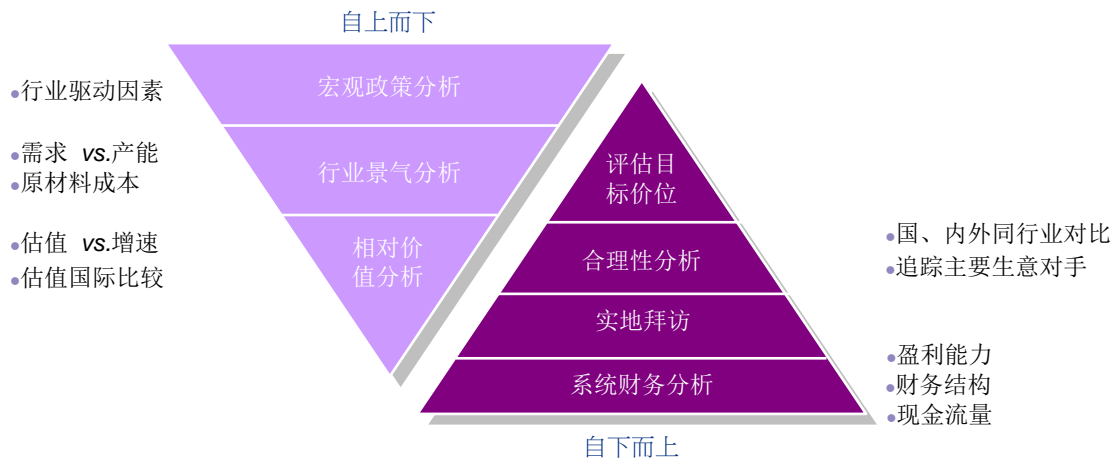 自上而下
•行业驱动因素
宏观政策分析
•需求 vs.产能
•原材料成本
行业景气分析
•估值 vs.增速
•估值国际比较
相对价
值分析
评估目
标价位
合理性分析
•国、内外同行业对比
•追踪主要生意对手
实地拜访
系统财务分析
•盈利能力
•财务结构
•现金流量
自下而上